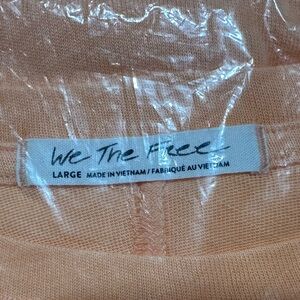 We The Free
LARGE MADE IN VIETNAM / FABRIQUÉ AU VIETNAM